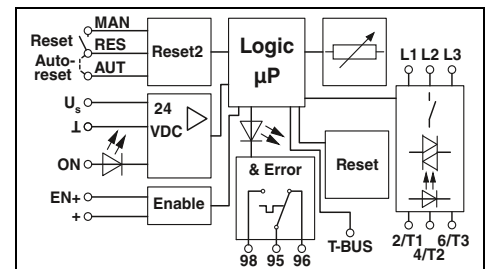 MAN
Reset
RES
Auto-
reset
AUT
Reset2
Logic
µP
L1 L2 L3
Us
⊥
24
VDC
ON
EN+
+
Enable
& Error
Reset
98 95 96
T-BUS
2/T1 6/T3
4/T2